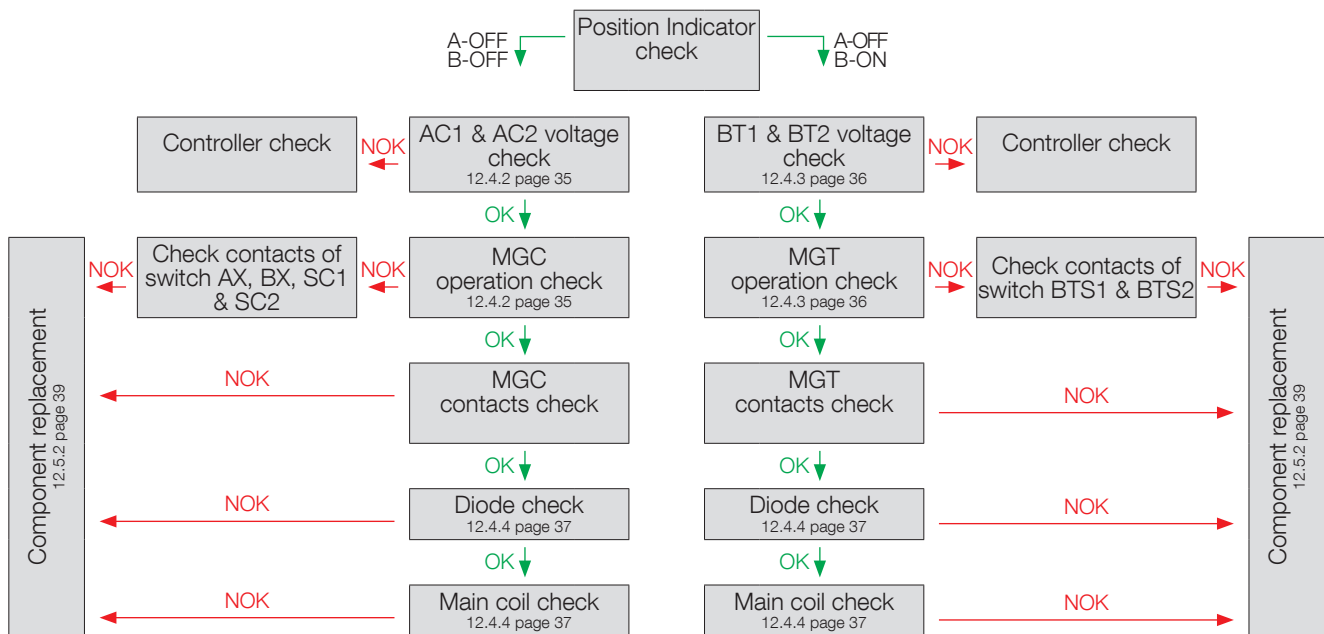 Position Indicator
check
A-OFF
B-OFF
A-OFF
B-ON
Controller check
NOK
AC1 & AC2 voltage
check
12.4.2 page 35
BT1 & BT2 voltage
check
12.4.3 page 36
NOK
Controller check
OK
OK
Component replacement
12.5.2 page 39
NOK
Check contacts of
switch AX, BX, SC1
& SC2
NOK
MGC
operation check
12.4.2 page 35
MGT
operation check
12.4.3 page 36
NOK
Check contacts of
switch BTS1 & BTS2
NOK
Component replacement
12.5.2 page 39
OK
OK
NOK
MGC
contacts check
MGT
contacts check
NOK
OK
OK
NOK
Diode check
12.4.4 page 37
Diode check
12.4.4 page 37
NOK
OK
OK
NOK
Main coil check
12.4.4 page 37
Main coil check
12.4.4 page 37
NOK